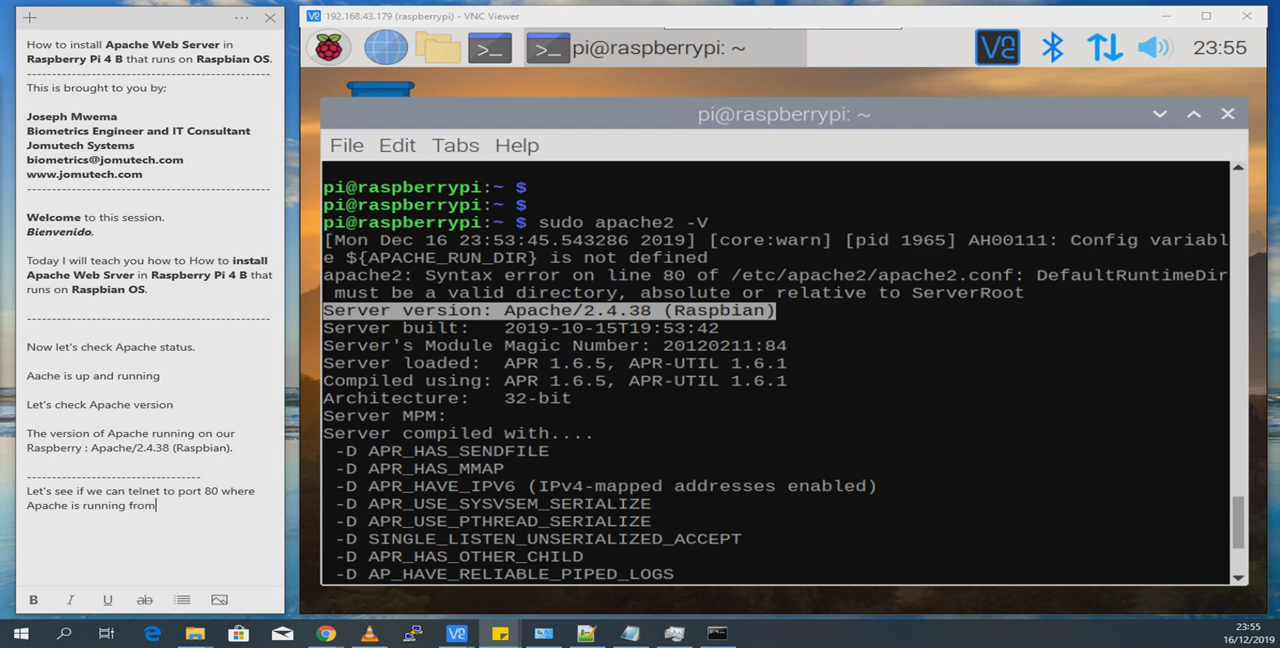 How to install Apache Web Server in
Raspberry Pi 4 B that runs on Raspbian OS.
------------------------------------------------
This is brought to you by;
Joseph Mwema
Biometrics Engineer and IT Consultant
Jomutech Systems
biometrics@jomutech.com
www.jomutech.com
------------------------------------------------
Welcome to this session.
Bienvenido,
Today I will teach you how to How to install
Apache Web Srver in Raspberry Pi 4 B that
runs on Raspbian OS.
------------------------------------------------
Now let's check Apache status.
Aache is up and running
Let's check Apache version
The version of Apache running on our
Raspberry : Apache/2.4.38 (Raspbian).
----------------------------------
Let's see if we can telnet to port 80 where
Apache is running from
B I U ab
V2 192.168.43.179 (raspberrypi) - VNC Viewer
>_ >_ pi@raspberrypi: ~ V2 23:55
pi@raspberrypi: ~
File Edit Tabs Help
pi@raspberrypi:~ $
pi@raspberrypi:~ $
pi@raspberrypi:~ $ sudo apache2 -V
[Mon Dec 16 23:53:45.543286 2019] [core:warn] [pid 1965] AH00111: Config variabl
e ${APACHE_RUN_DIR} is not defined
apache2: Syntax error on line 80 of /etc/apache2/apache2.conf: DefaultRuntimeDir
must be a valid directory, absolute or relative to ServerRoot
Server version: Apache/2.4.38 (Raspbian)
Server built:   2019-10-15T19:53:42
Server's Module Magic Number: 20120211:84
Server loaded:  APR 1.6.5, APR-UTIL 1.6.1
Compiled using: APR 1.6.5, APR-UTIL 1.6.1
Architecture:   32-bit
Server MPM:
Server compiled with....
-D APR_HAS_SENDFILE
-D APR_HAS_MMAP
-D APR_HAVE_IPV6 (IPv4-mapped addresses enabled)
-D APR_USE_SYSVSEM_SERIALIZE
-D APR_USE_PTHREAD_SERIALIZE
-D SINGLE_LISTEN_UNSERIALIZED_ACCEPT
-D APR_HAS_OTHER_CHILD
-D AP_HAVE_RELIABLE_PIPED_LOGS
V2
23:55
16/12/2019